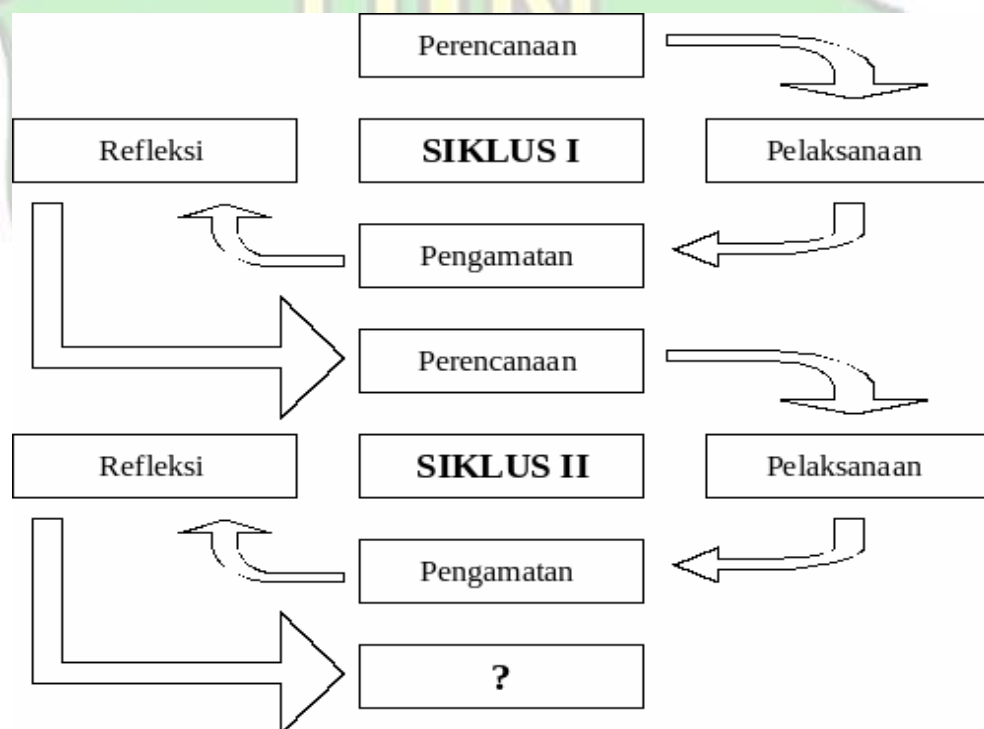 Perencanaan
Refleksi
SIKLUS I
Pelaksanaan
Pengamatan
Perencanaan
Refleksi
SIKLUS II
Pelaksanaan
Pengamatan
?